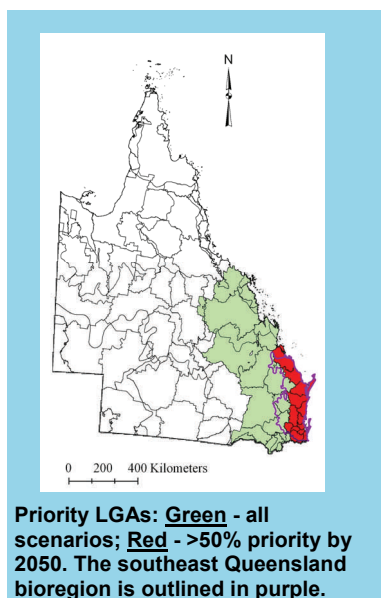 N
0 200 400 Kilometers
Priority LGAs: Green - all
scenarios; Red - >50% priority by
2050. The southeast Queensland
bioregion is outlined in purple.